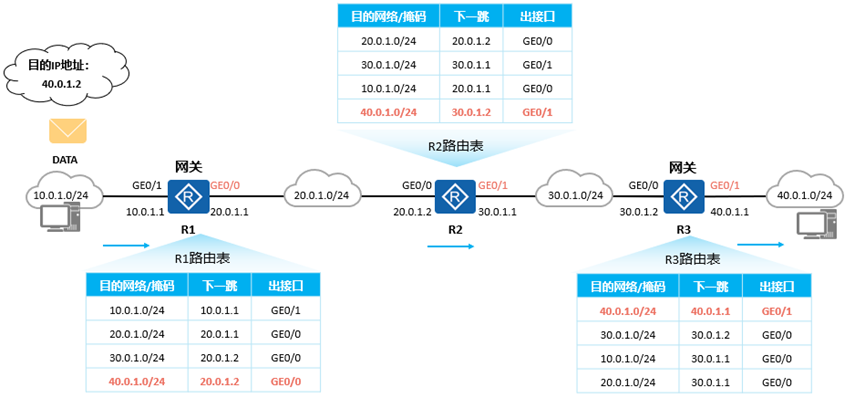 目的网络/掩码 下一跳 出接口
20.0.1.0/24 20.0.1.2 GE0/0
30.0.1.0/24 30.0.1.1 GE0/1
10.0.1.0/24 20.0.1.1 GE0/0
40.0.1.0/24 30.0.1.2 GE0/1
R2路由表
目的IP地址：
40.0.1.2
DATA
10.0.1.0/24
GE0/1
10.0.1.1
网关
R
R1
GE0/0
20.0.1.1
20.0.1.0/24
GE0/0
20.0.1.2
R
R2
GE0/1
30.0.1.1
30.0.1.0/24
GE0/0
30.0.1.2
网关
R
R3
GE0/1
40.0.1.1
40.0.1.0/24
R1路由表
目的网络/掩码 下一跳 出接口
10.0.1.0/24 10.0.1.1 GE0/1
20.0.1.0/24 20.0.1.1 GE0/0
30.0.1.0/24 20.0.1.2 GE0/0
40.0.1.0/24 20.0.1.2 GE0/0
R3路由表
目的网络/掩码 下一跳 出接口
40.0.1.0/24 40.0.1.1 GE0/1
30.0.1.0/24 30.0.1.2 GE0/0
10.0.1.0/24 30.0.1.1 GE0/0
20.0.1.0/24 30.0.1.1 GE0/0